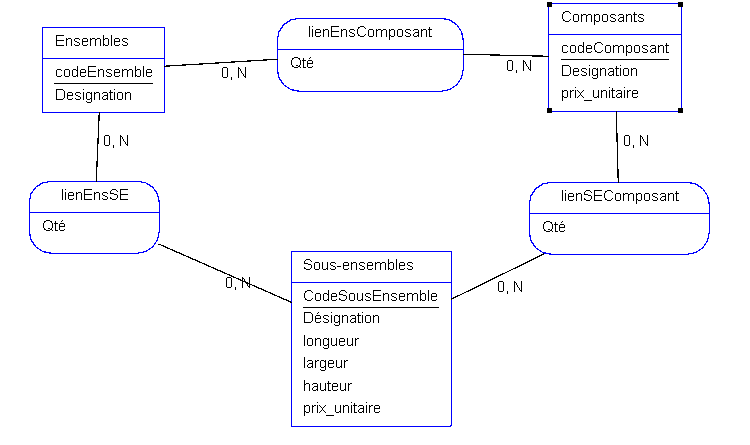 Ensembles
codeEnsemble
Designation
lienEnsComposant
Qté
Composants
codeComposant
Designation
prix_unitaire
0, N
0, N
0, N
0, N
lienEnsSE
Qté
lienSEComposant
Qté
0, N
0, N
Sous-ensembles
CodeSousEnsemble
Désignation
longueur
largeur
hauteur
prix_unitaire